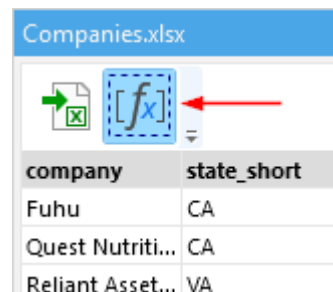 Companies.xlsx
[fx]
company state_short
Fuhu CA
Quest Nutriti... CA
Reliant Asset... VA